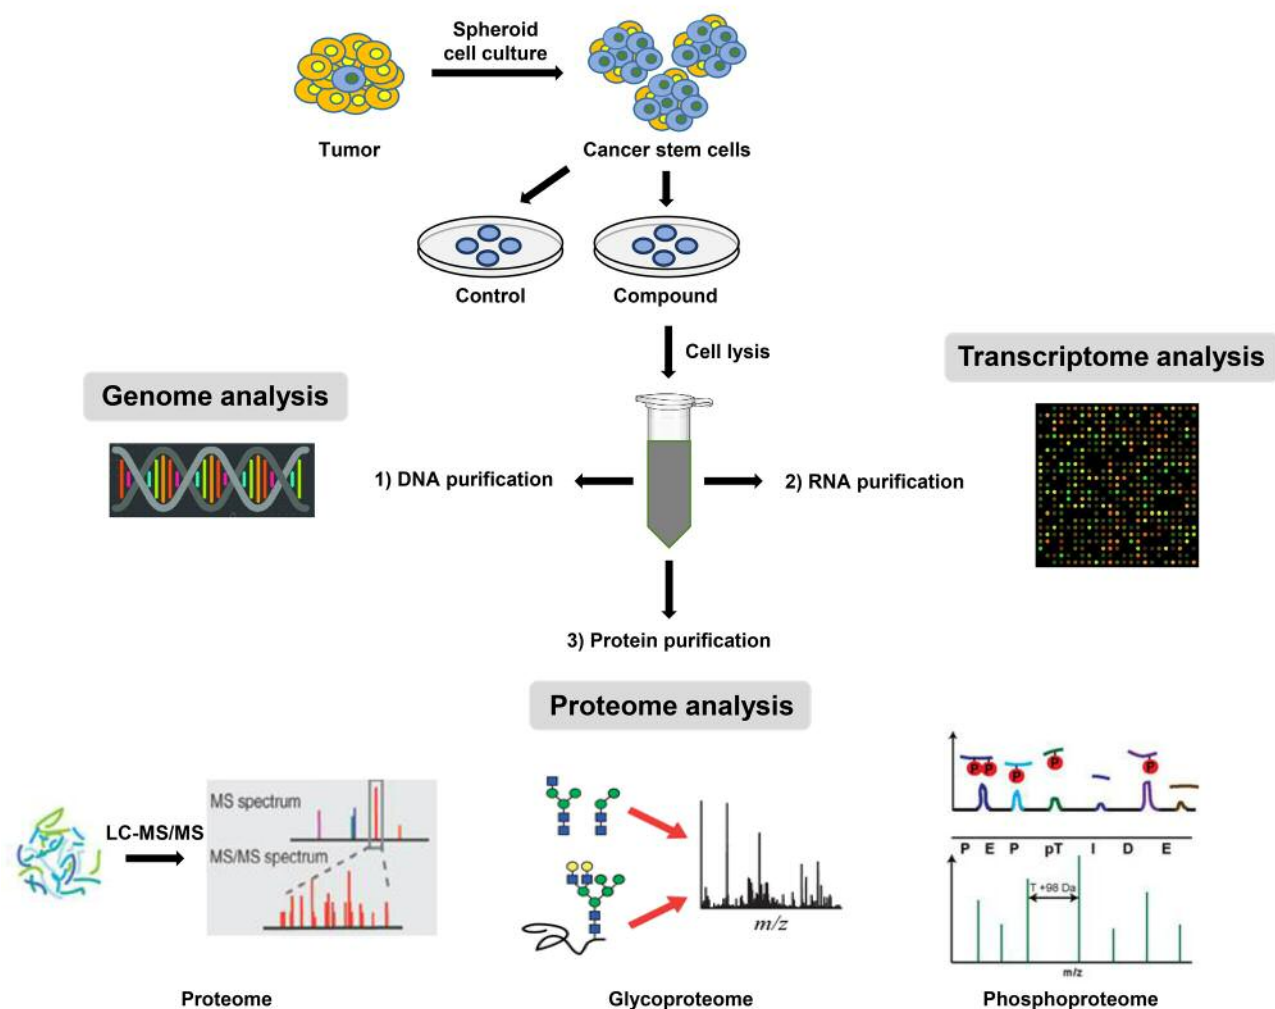 Spheroid
cell culture
Tumor
Cancer stem cells
Control
Compound
Cell lysis
Genome analysis
Transcriptome analysis
1) DNA purification
2) RNA purification
3) Protein purification
Proteome analysis
LC-MS/MS
MS spectrum
MS/MS spectrum
m/z
P P P P P
P E P pT I D E
T +98 Da
m/z
Proteome
Glycoproteome
Phosphoproteome